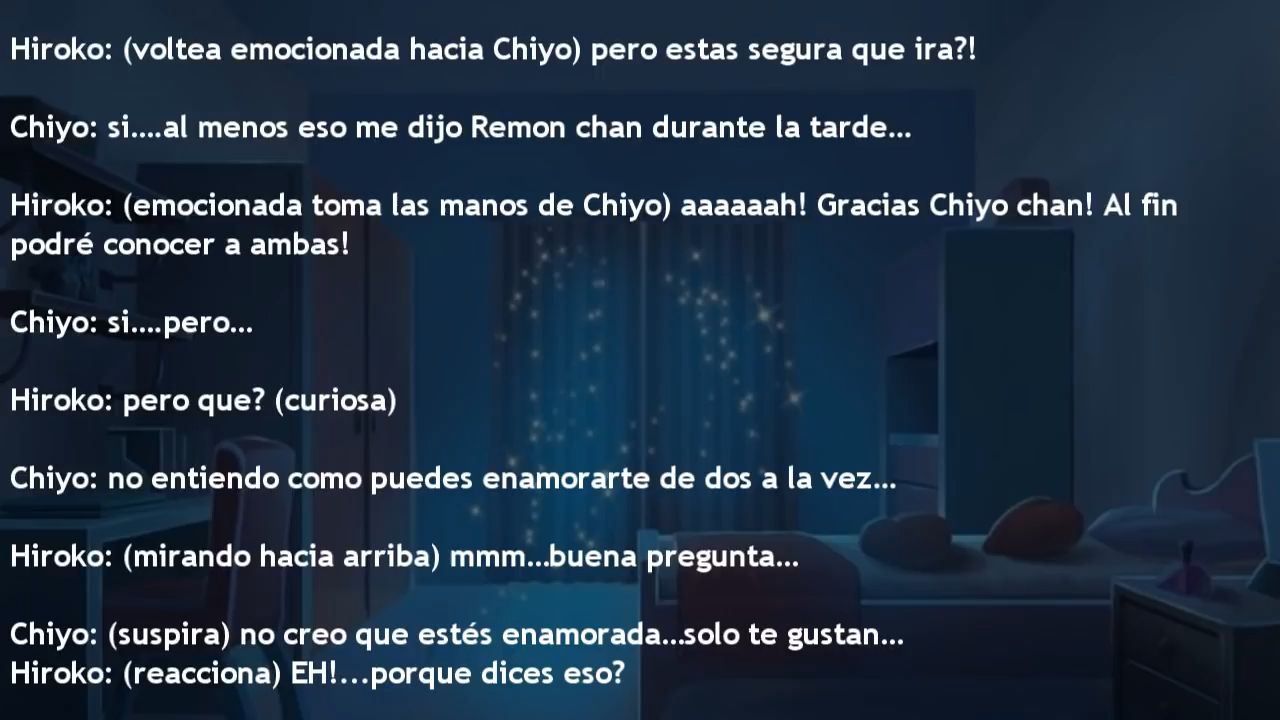 Hiroko: (voltea emocionada hacia Chiyo) pero estas segura que ira?!
Chiyo: si....al menos eso me dijo Remon chan durante la tarde...
Hiroko: (emocionada toma las manos de Chiyo) aaaaaah! Gracias Chiyo chan! Al fin
podré conocer a ambas!
Chiyo: si....pero...
Hiroko: pero que? (curiosa)
Chiyo: no entiendo como puedes enamorarte de dos a la vez...
Hiroko: (mirando hacia arriba) mmm...buena pregunta...
Chiyo: (suspira) no creo que estés enamorada...solo te gustan...
Hiroko: (reacciona) EH!...porque dices eso?